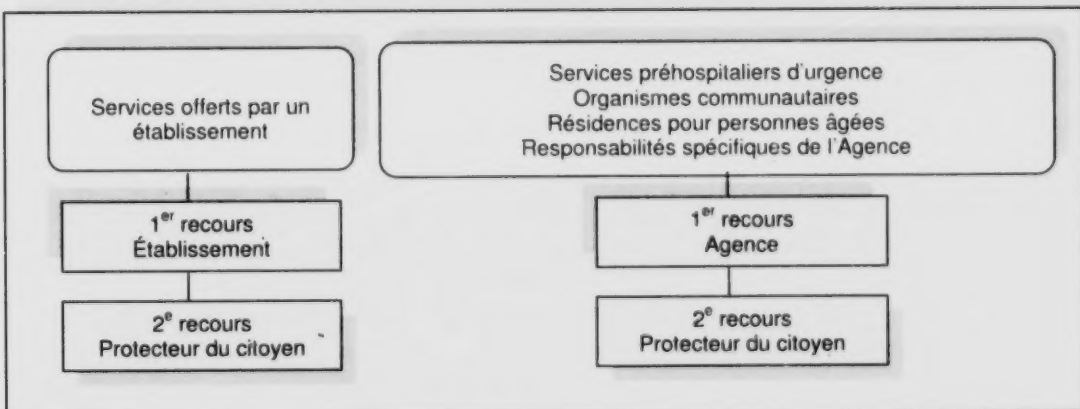 Services offerts par un
établissement
1er recours
Établissement
2e recours
Protecteur du citoyen
Services préhospitaliers d'urgence
Organismes communautaires
Résidences pour personnes âgées
Responsabilités spécifiques de l'Agence
1er recours
Agence
2e recours
Protecteur du citoyen